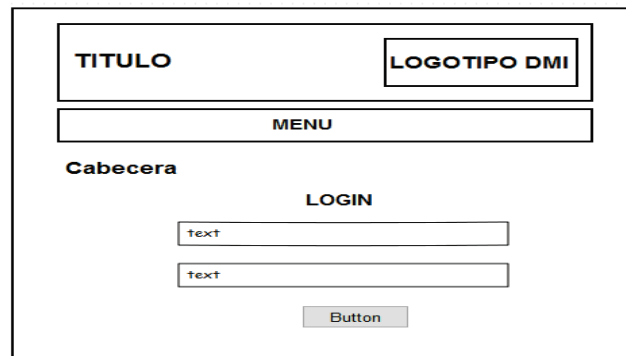 TITULO
LOGOTIPO DMI
MENU
Cabecera
LOGIN
text
text
Button